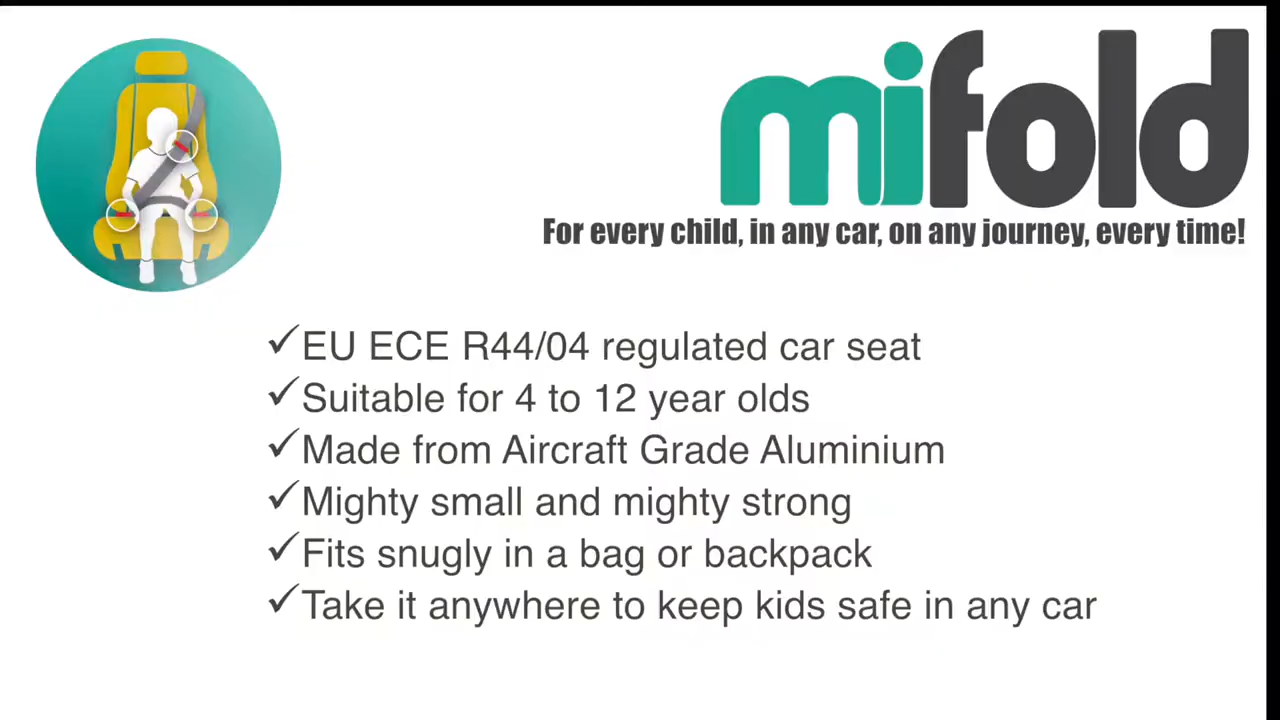 mifold
For every child, in any car, on any journey, every time!
✓EU ECE R44/04 regulated car seat
✓Suitable for 4 to 12 year olds
✓Made from Aircraft Grade Aluminium
✓Mighty small and mighty strong
✓Fits snugly in a bag or backpack
✓Take it anywhere to keep kids safe in any car